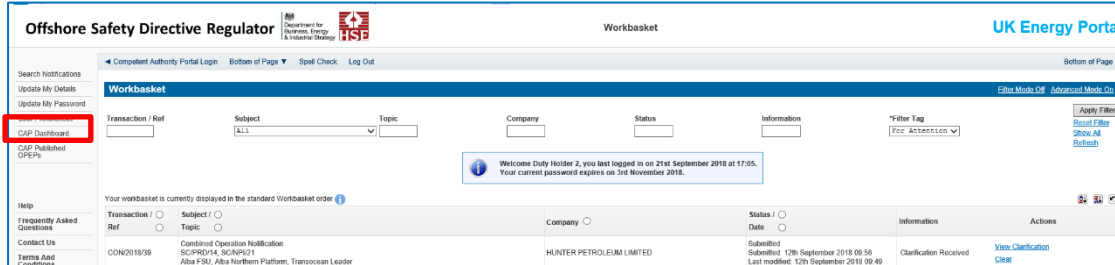 Offshore Safety Directive Regulator
Department for
Business, Energy
& Industrial Strategy
HSE
Workbasket
UK Energy Porta
◄ Competent Authority Portal Login Bottom of Page ▼ Spell Check Log Out
Bottom of Page
Search Notifications
Update My Details
Update My Password
CAP Dashboard
CAP Published
OPEPs
Help
Frequently Asked
Questions
Contact Us
Terms And
Conditions
Workbasket
Filter Mode Off Advanced Mode On
Transaction / Ref Subject Topic Company Status Information *Filter Tag
All
For Attention
Apply Filter
Reset Filter
Show All
Refresh
Welcome Duty Holder 2, you last logged in on 21st September 2018 at 17:05.
Your current password expires on 3rd November 2018.
Your workbasket is currently displayed in the standard Workbasket order
Transaction / Subject / Company Status / Information Actions
Ref Topic Date
CON/2018/39
Combined Operation Notification
SC/PRD/14, SC/NPI/21
Alba FSU, Alba Northern Platform, Transocean Leader
HUNTER PETROLEUM LIMITED
Submitted
Submitted: 12th September 2018 09:56
Last modified: 12th September 2018 09:49
Clarification Received
View Clarification
Clear